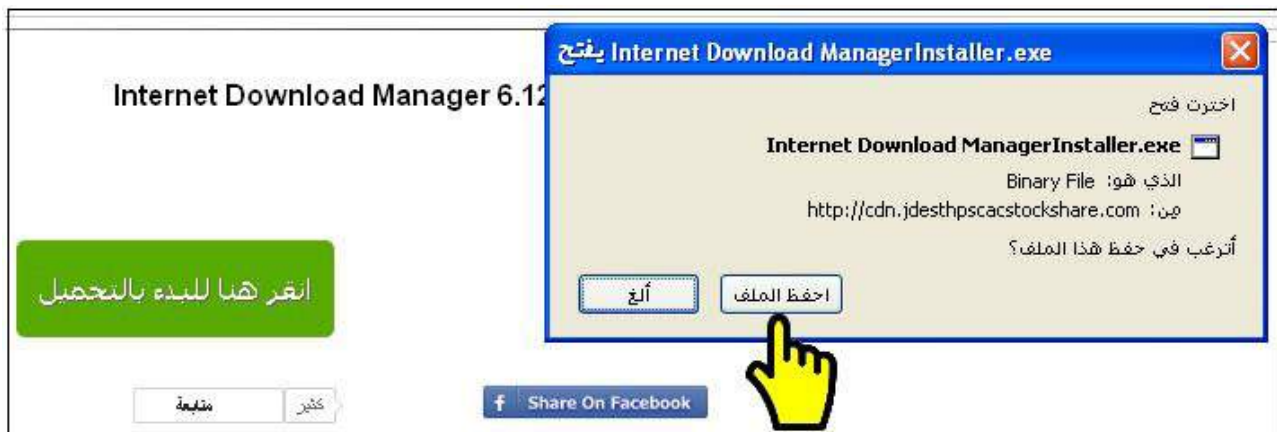 يفتح Internet Download ManagerInstaller.exe
Internet Download Manager 6.12
اخترت فتح
Internet Download ManagerInstaller.exe
الذي هو: Binary File
من: http://cdn.jdesthpscacstockshare.com
أترغب في حفظ هذا الملف؟
احفظ الملف
ألغ
انقر هنا للبدء بالتحميل
متابعة
كثير
f Share On Facebook